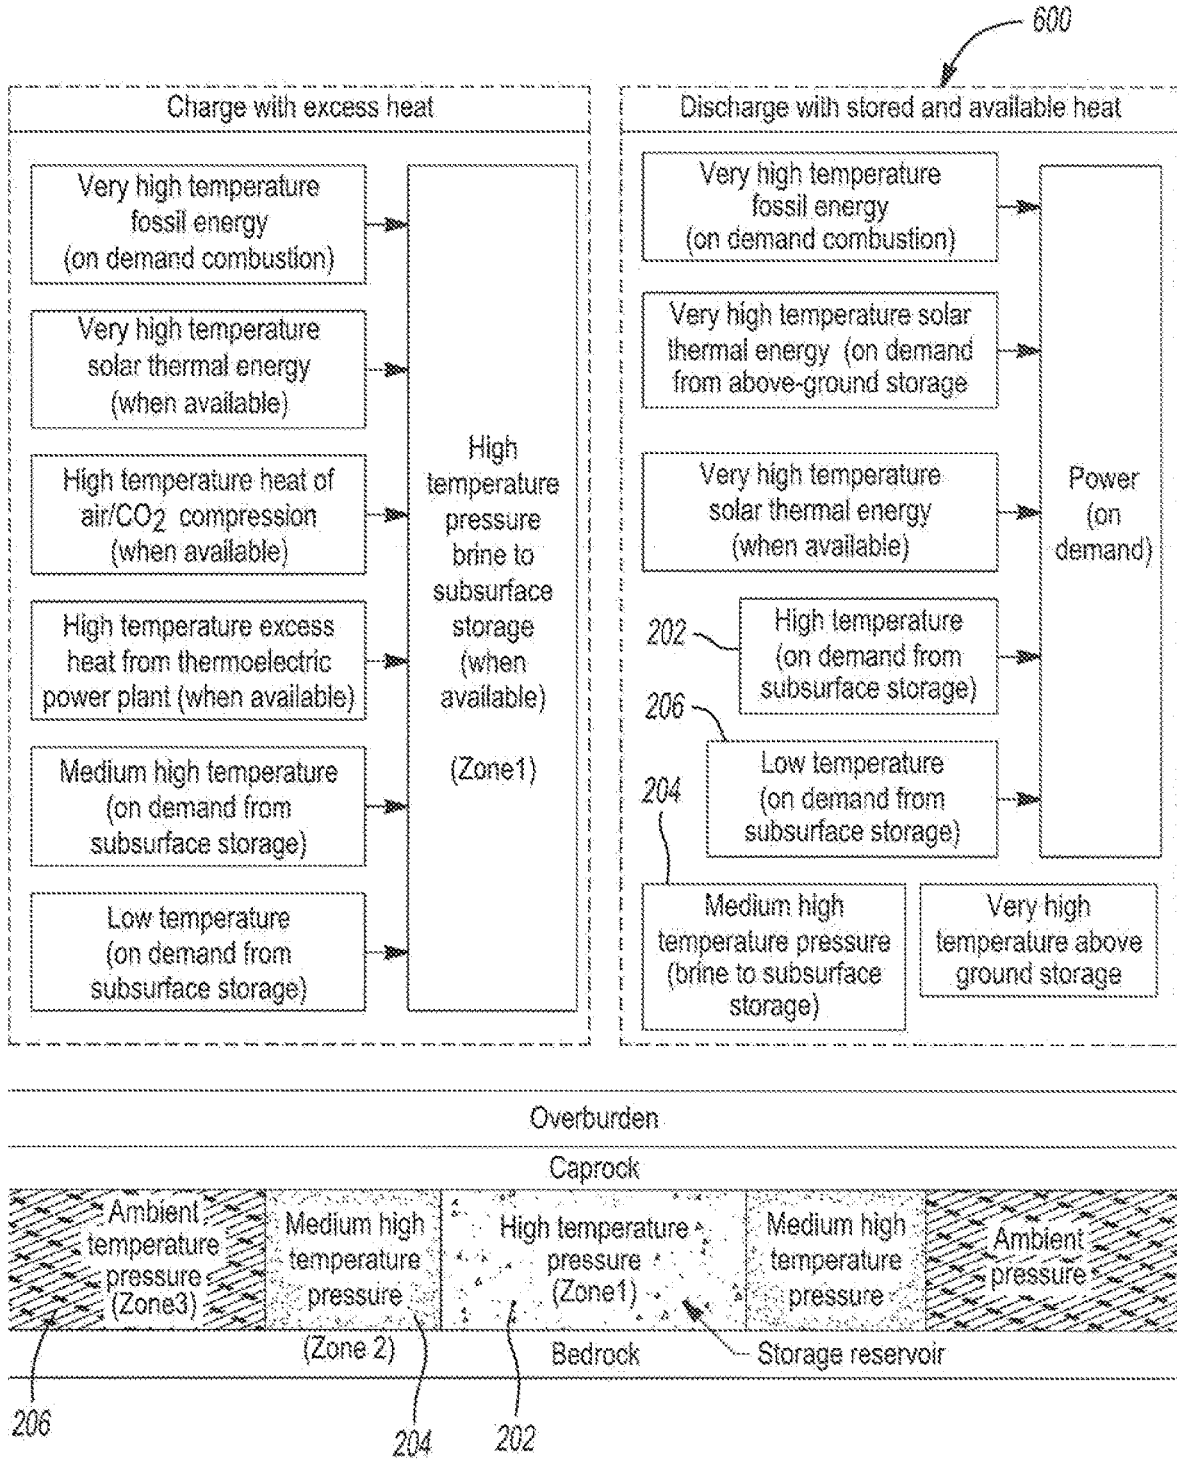 600
Charge with excess heat
Very high temperature
fossil energy
(on demand combustion)
Very high temperature
solar thermal energy
(when available)
High temperature heat of
air/CO2 compression
(when available)
High temperature excess
heat from thermoelectric
power plant (when available)
Medium high temperature
(on demand from
subsurface storage)
Low temperature
(on demand from
subsurface storage)
High
temperature
pressure
brine to
subsurface
storage
(when
available)
(Zone1)
Discharge with stored and available heat
Very high temperature
fossil energy
(on demand combustion)
Very high temperature solar
thermal energy (on demand
from above-ground storage
Very high temperature
solar thermal energy
(when available)
202
High temperature
(on demand from
subsurface storage)
206
Low temperature
(on demand from
subsurface storage)
204
Medium high
temperature pressure
(brine to subsurface
storage)
Very high
temperature above
ground storage
Power
(on
demand)
Overburden
Caprock
Ambient
temperature
pressure
(Zone3)
Medium high
temperature
pressure
(Zone 2)
High temperature
pressure
(Zone1)
Medium high
temperature
pressure
Ambient
pressure
Bedrock
Storage reservoir
206
204
202